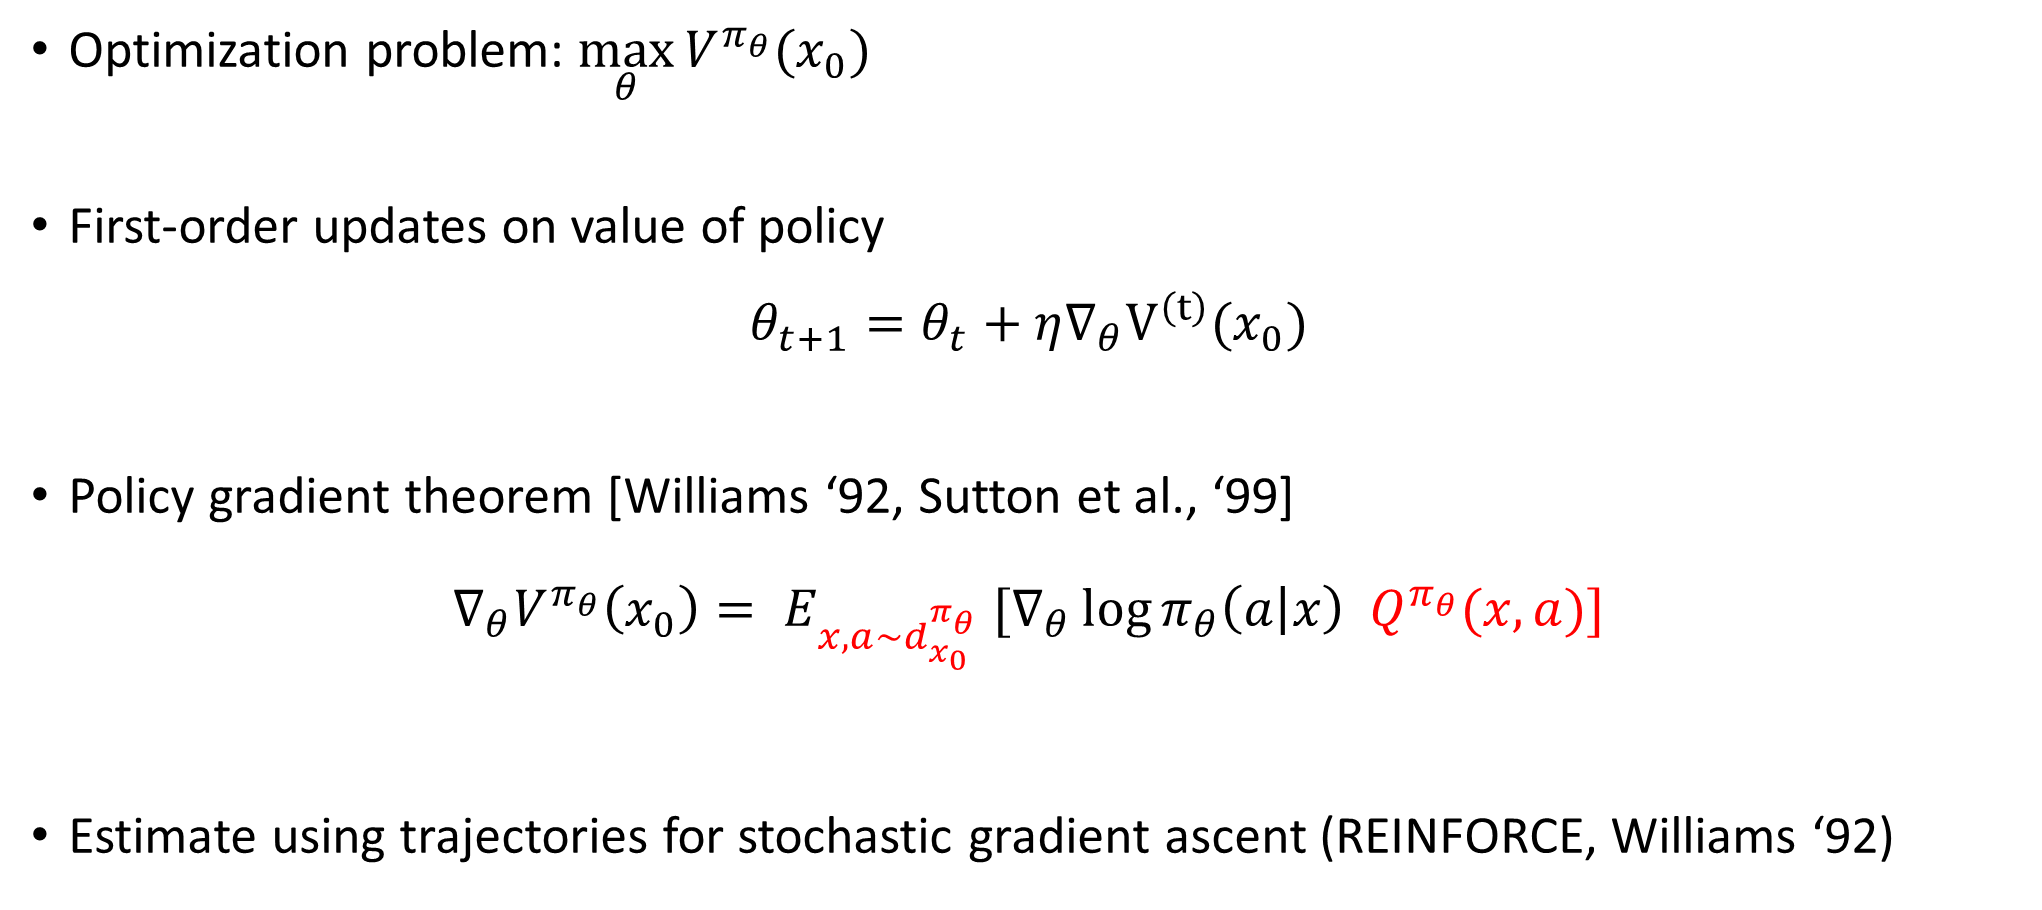 • Optimization problem: max_θ V^{π_θ}(x_0)
• First-order updates on value of policy
θ_{t+1} = θ_t + η∇_θ V^{(t)}(x_0)
• Policy gradient theorem [Williams ‘92, Sutton et al., ‘99]
∇_θ V^{π_θ}(x_0) = E_{x,a~d_{x_0}^{π_θ}} [∇_θ log π_θ(a|x) Q^{π_θ}(x, a)]
• Estimate using trajectories for stochastic gradient ascent (REINFORCE, Williams ‘92)